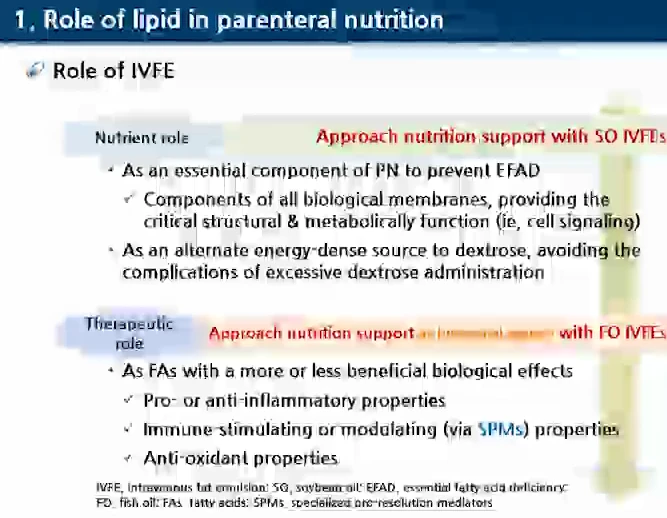 1. Role of lipid in parenteral nutrition
Role of IVFE
Nutrient role
Approach nutrition support with SO IVFEs
• As an essential component of PN to prevent EFAD
✓ Components of all biological membranes, providing the
critical structural & metabolically function (ie, cell signaling)
• As an alternate energy-dense source to dextrose, avoiding the
complications of excessive dextrose administration
Therapeutic
role
Approach nutrition support with FO IVFEs
• As FAs with a more or less beneficial biological effects
✓ Pro- or anti-inflammatory properties
✓ Immune-stimulating or modulating (via SPMs) properties
✓ Anti-oxidant properties
IVFE, intravenous fat emulsion; SO, soybean oil; EFAD, essential fatty acid deficiency;
FO, fish oil; FAs, fatty acids; SPMs, specialized pro-resolution mediators